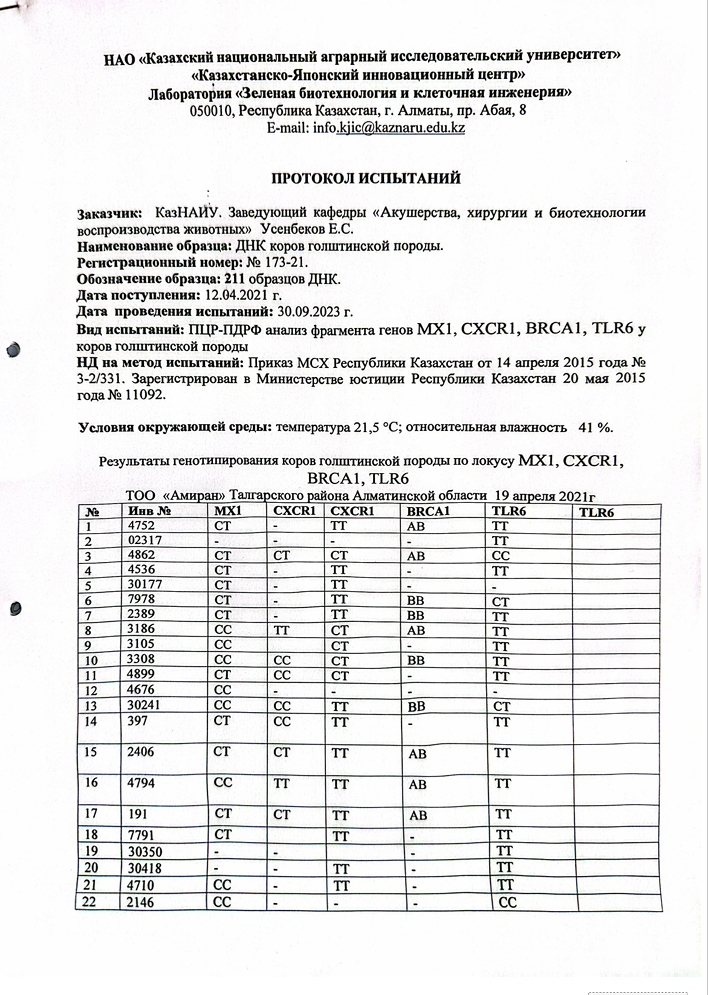 НАО «Казахский национальный аграрный исследовательский университет»
«Казахстанско-Японский инновационный центр»
Лаборатория «Зеленая биотехнология и клеточная инженерия»
050010, Республика Казахстан, г. Алматы, пр. Абая, 8
E-mail: info.kjic@kaznaru.edu.kz
ПРОТОКОЛ ИСПЫТАНИЙ
Заказчик: КазНАИУ. Заведующий кафедры «Акушерства, хирургии и биотехнологии
воспроизводства животных» Усенбеков Е.С.
Наименование образца: ДНК коров голштинской породы.
Регистрационный номер: № 173-21.
Обозначение образца: 211 образцов ДНК.
Дата поступления: 12.04.2021 г.
Дата проведения испытаний: 30.09.2023 г.
Вид испытаний: ПЦР-ПДРФ анализ фрагмента генов MX1, CXCR1, BRCA1, TLR6 у
коров голштинской породы
НД на метод испытаний: Приказ МСХ Республики Казахстан от 14 апреля 2015 года №
3-2/331. Зарегистрирован в Министерстве юстиции Республики Казахстан 20 мая 2015
года № 11092.
Условия окружающей среды: температура 21,5 °С; относительная влажность 41 %.
Результаты генотипирования коров голштинской породы по локусу MX1, CXCR1,
BRCA1, TLR6
ТОО «Амиран» Талгарского района Алматинской области 19 апреля 2021г
№ Инв № MX1 CXCR1 CXCR1 BRCA1 TLR6 TLR6
1 4752 CT - TT AB TT
2 02317 - - - - TT
3 4862 CT CT CT AB CC
4 4536 CT - TT - TT
5 30177 CT - TT - -
6 7978 CT - TT BB CT
7 2389 CT - TT BB TT
8 3186 CC TT CT AB TT
9 3105 CC CT - TT
10 3308 CC CC CT BB TT
11 4899 CT CC CT - TT
12 4676 CC - - - -
13 30241 CC CC TT BB CT
14 397 CT CC TT - TT
15 2406 CT CT TT AB TT
16 4794 CC TT TT AB TT
17 191 CT CT TT AB TT
18 7791 CT TT - TT
19 30350 - - - TT
20 30418 - - TT - TT
21 4710 CC - TT - TT
22 2146 CC - - - CC